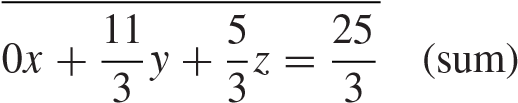 0x + 11/3 y + 5/3 z = 25/3 (sum)